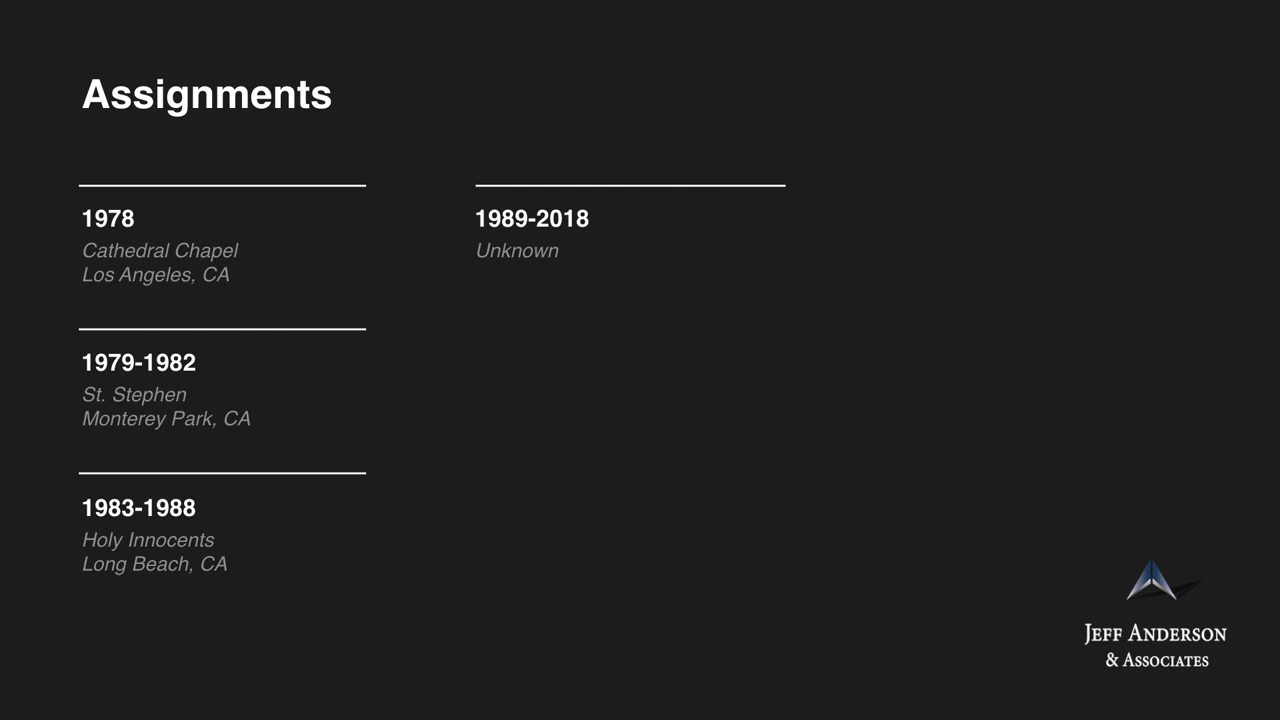 Assignments
1978
Cathedral Chapel
Los Angeles, CA
1979-1982
St. Stephen
Monterey Park, CA
1983-1988
Holy Innocents
Long Beach, CA
1989-2018
Unknown
Jeff Anderson
& Associates